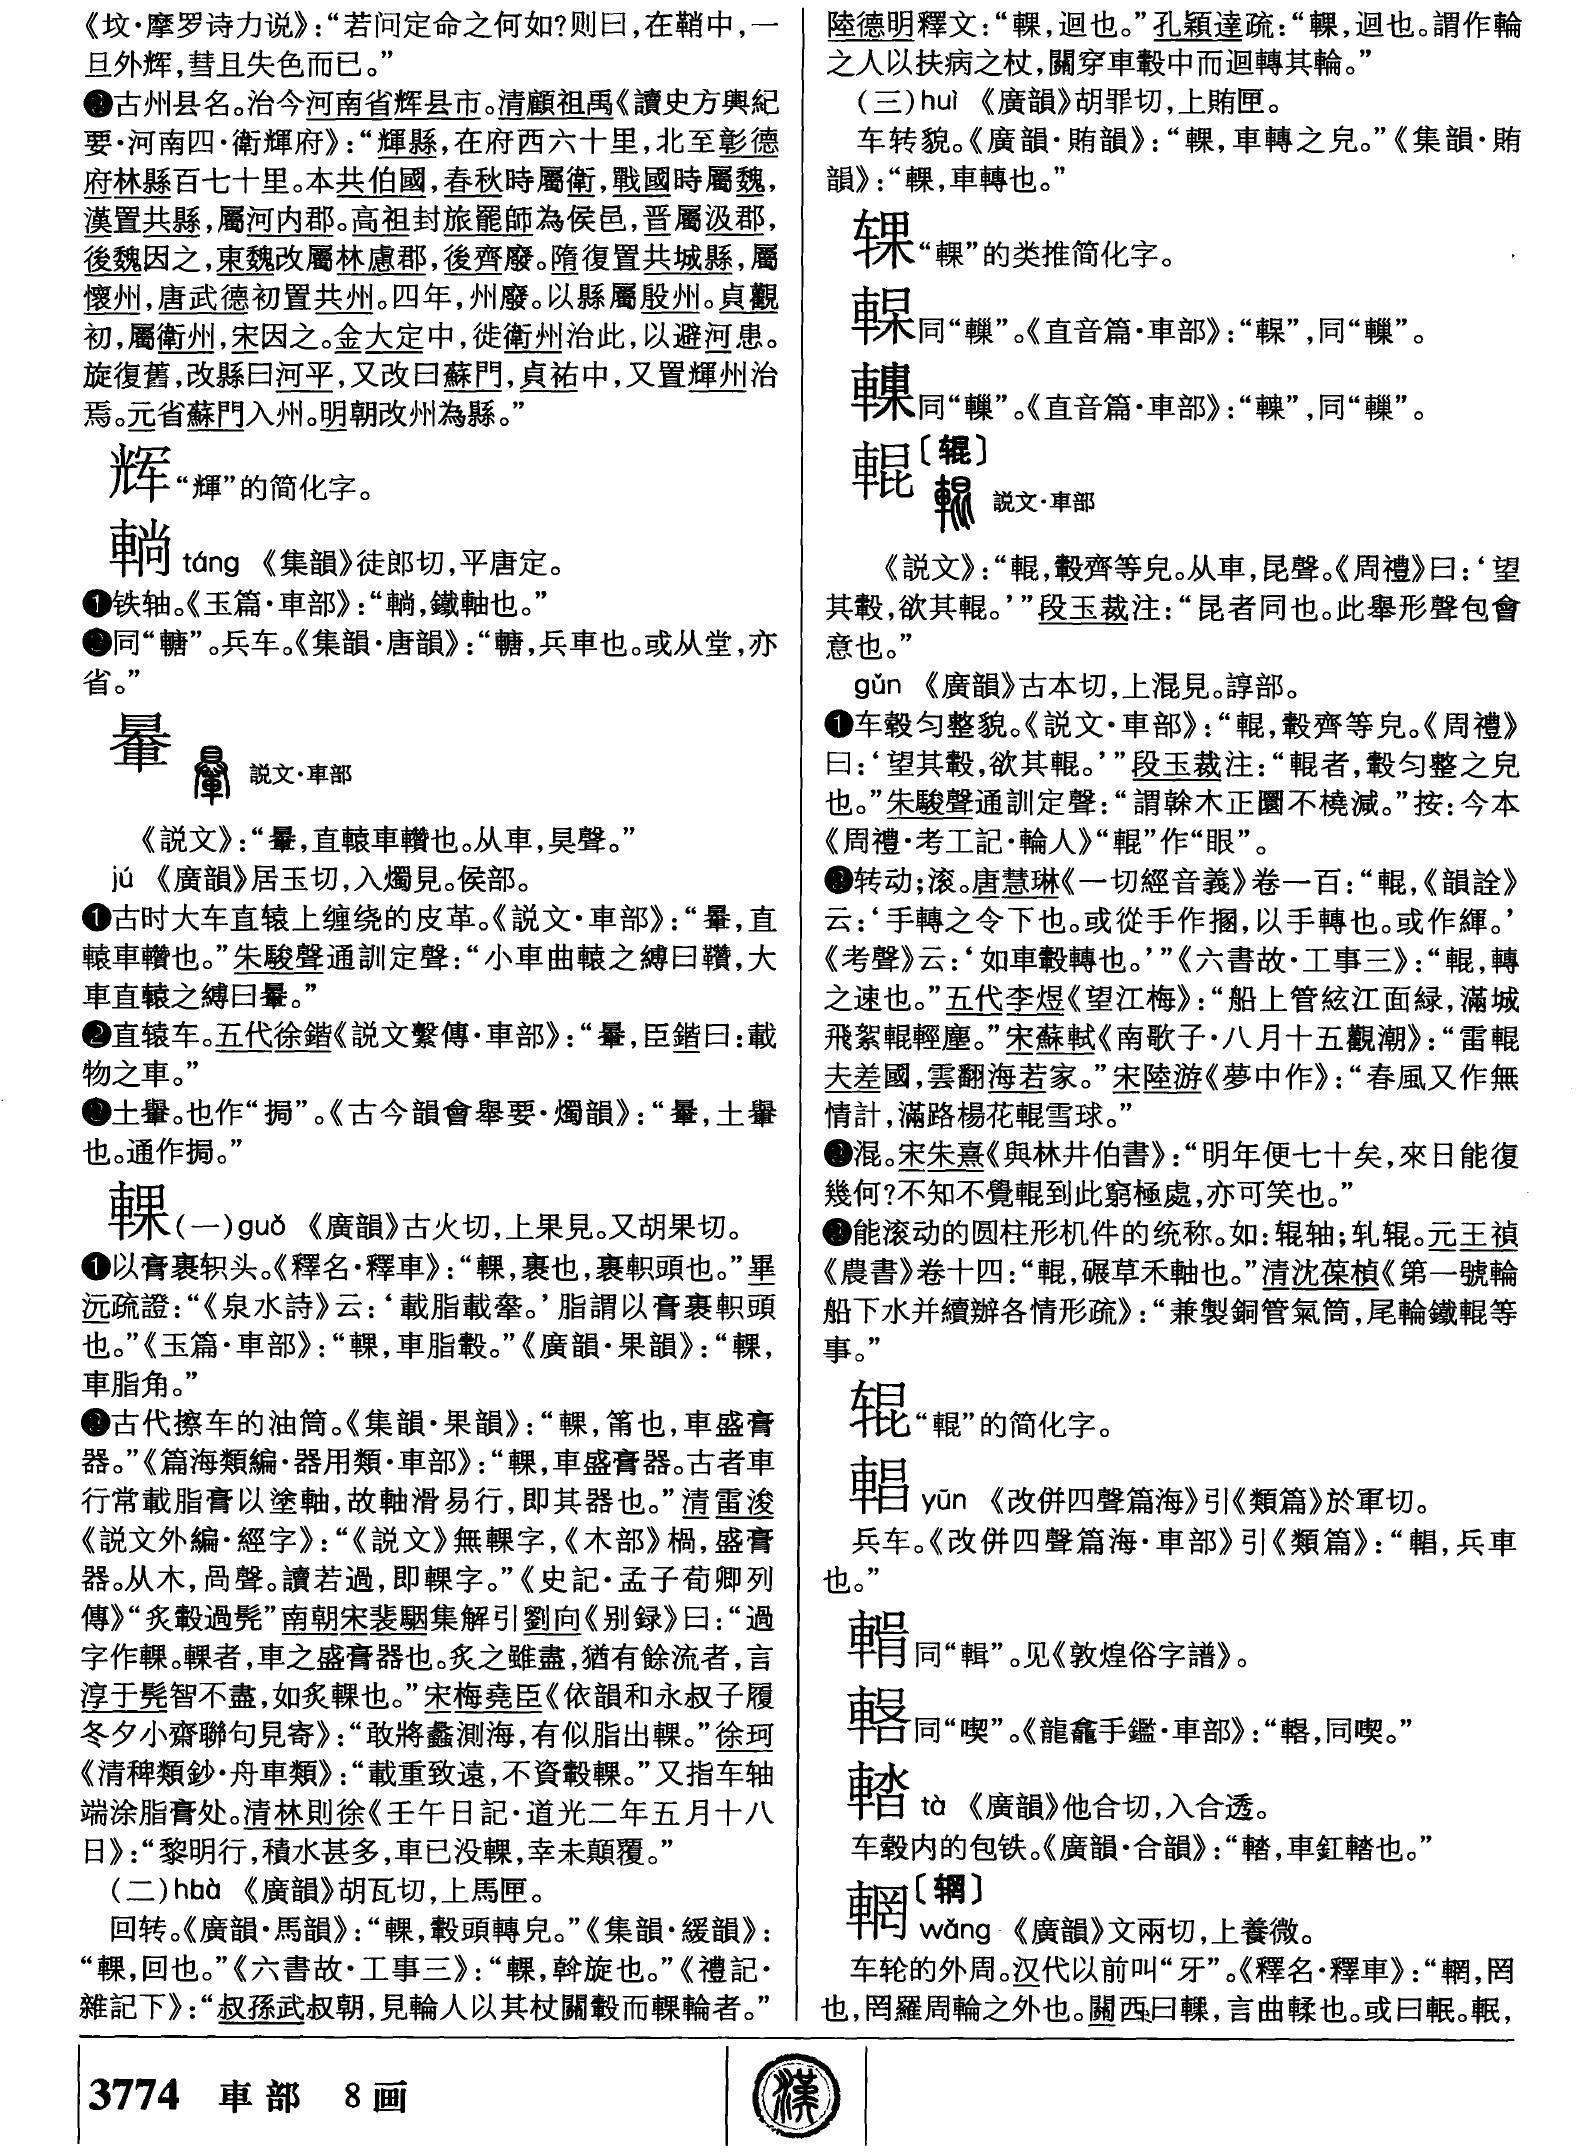 《坟·摩罗诗力说》：“若问定命之何如?则曰，在鞘中，一
旦外辉，彗且失色而已。”
❷古州县名。治今河南省辉县市。清顧祖禹《讀史方輿紀
要·河南四·衛輝府》：“輝縣，在府西六十里，北至彰德
府林縣百七十里。本共伯國，春秋時屬衛，戰國時屬魏，
漢置共縣，屬河内郡。高祖封旅罷師為侯邑，晋屬汲郡，
後魏因之，東魏改屬林慮郡，後齊廢。隋復置共城縣，屬
懷州，唐武德初置共州。四年，州廢。以縣屬殷州。貞觀
初，屬衛州，宋因之。金大定中，徙衛州治此，以避河患。
旋復舊，改縣曰河平，又改曰蘇門，貞祐中，又置輝州治
焉。元省蘇門入州。明朝改州為縣。”
辉“輝”的简化字。
䡀 táng 《集韻》徒郎切，平唐定。
❶铁轴。《玉篇·車部》：“䡀，鐵軸也。”
❷同“䡀”。兵车。《集韻·唐韻》：“，兵車也。或从堂，亦
省。”
暈 説文·車部
《説文》：“，直轅車轒也。从車，具聲。”
jú 《廣韻》居玉切，入燭見。侯部。
❶古时大车直辕上缠绕的皮革。《説文·車部》：“，直
轅車也。”朱駿聲通訓定聲：“小車曲轅之縛曰，大
車直轅之縛曰。”
❷直辕车。五代徐鍇《説文繫傳·車部》：“，臣鍇曰：載
物之車。”
❸土轝。也作“挶”。《古今韻會舉要·燭韻》：“，土轝
也。通作挶。”
輠(一)guǒ 《廣韻》古火切，上果見。又胡果切。
❶以膏裹轵头。《釋名·釋車》：“輠，裹也，裹軹頭也。”畢
沅疏證：“《泉水詩》云：‘載脂載舝。’脂謂以膏裹軹頭
也。”《玉篇·車部》：“輠，車脂轂。”《廣韻·果韻》：“輠，
車脂角。”
❷古代擦车的油筒。《集韻·果韻》：“輠，筩也，車盛膏
器。”《篇海類編·器用類·車部》：“輠，車盛膏器。古者車
行常載脂膏以塗軸，故軸滑易行，即其器也。”清雷浚
《説文外編·經字》：“《説文》無輠字，《木部》楇，盛膏
器。从木，咼聲。讀若過，即輠字。”《史記·孟子荀卿列
傳》“炙轂過髡”南朝宋裴駰集解引劉向《别録》曰：“過
字作輠。輠者，車之盛膏器也。炙之雖盡，猶有餘流者，言
淳于髡智不盡，如炙輠也。”宋梅堯臣《依韻和永叔子履
冬夕小齋聯句見寄》：“敢將蠡測海，有似脂出輠。”徐珂
《清稗類鈔·舟車類》：“載重致遠，不資轂輠。”又指车轴
端涂脂膏处。清林則徐《壬午日記·道光二年五月十八
日》：“黎明行，積水甚多，車已没輠，幸未顛覆。”
(二)huà 《廣韻》胡瓦切，上馬匣。
回转。《廣韻·馬韻》：“輠，轂頭轉皃。”《集韻·緩韻》：
“輠，回也。”《六書故·工事三》：“輠，斡旋也。”《禮記·
雜記下》：“叔孫武叔朝，見輪人以其杖關轂而輠輪者。”
陸德明釋文：“輠，迴也。”孔穎達疏：“輠，迴也。謂作輪
之人以扶病之杖，關穿車轂中而迴轉其輪。”
(三)huì 《廣韻》胡罪切，上賄匣。
车转貌。《廣韻·賄韻》：“輠，車轉之皃。”《集韻·賄
韻》：“輠，車轉也。”
“輠”的类推简化字。
同“轈”。《直音篇·車部》：“”，同“轈”。
同“轈”。《直音篇·車部》：“”，同“轈”。
輥〔辊〕 説文·車部
《説文》：“輥，轂齊等皃。从車，昆聲。《周禮》曰：‘望
其轂，欲其輥。’”段玉裁注：“昆者同也。此舉形聲包會
意也。”
gǔn 《廣韻》古本切，上混見。諄部。
❶车毂匀整貌。《説文·車部》：“輥，轂齊等皃。《周禮》
曰：‘望其轂，欲其輥。’”段玉裁注：“輥者，轂匀整之皃
也。”朱駿聲通訓定聲：“謂榦木正圜不橈減。”按：今本
《周禮·考工記·輪人》“輥”作“眼”。
❷转动；滚。唐慧琳《一切經音義》卷一百：“輥，《韻詮》
云：‘手轉之令下也。或從手作掍，以手轉也。或作緷。’
《考聲》云：‘如車轂轉也。’”《六書故·工事三》：“輥，轉
之速也。”五代李煜《望江梅》：“船上管絃江面緑，滿城
飛絮輥輕塵。”宋蘇軾《南歌子·八月十五觀潮》：“雷輥
夫差國，雲翻海若家。”宋陸游《夢中作》：“春風又作無
情計，滿路楊花輥雪球。”
❸混。宋朱熹《與林井伯書》：“明年便七十矣，來日能復
幾何?不知不覺輥到此窮極處，亦可笑也。”
❹能滚动的圆柱形机件的统称。如：辊轴；轧辊。元王禎
《農書》卷十四：“輥，碾草禾軸也。”清沈葆楨《第一號輪
船下水并續辦各情形疏》：“兼製銅管氣筒，尾輪鐵輥等
事。”
辊“輥”的简化字。
yūn 《改併四聲篇海》引《類篇》於軍切。
兵车。《改併四聲篇海·車部》引《類篇》：“，兵車
也。”
同“輯”。见《敦煌俗字譜》。
同“喫”。《龍龕手鑑·車部》：“，同喫。”
tà 《廣韻》他合切，入合透。
车毂内的包铁。《廣韻·合韻》：“，車釭也。”
輞〔辋〕
wǎng 《廣韻》文兩切，上養微。
车轮的外周。汉代以前叫“牙”。《釋名·釋車》：“輞，罔
也，罔羅周輪之外也。關西曰輮，言曲輮也。或曰䡑。䡑，
3774 車部 8画
漢